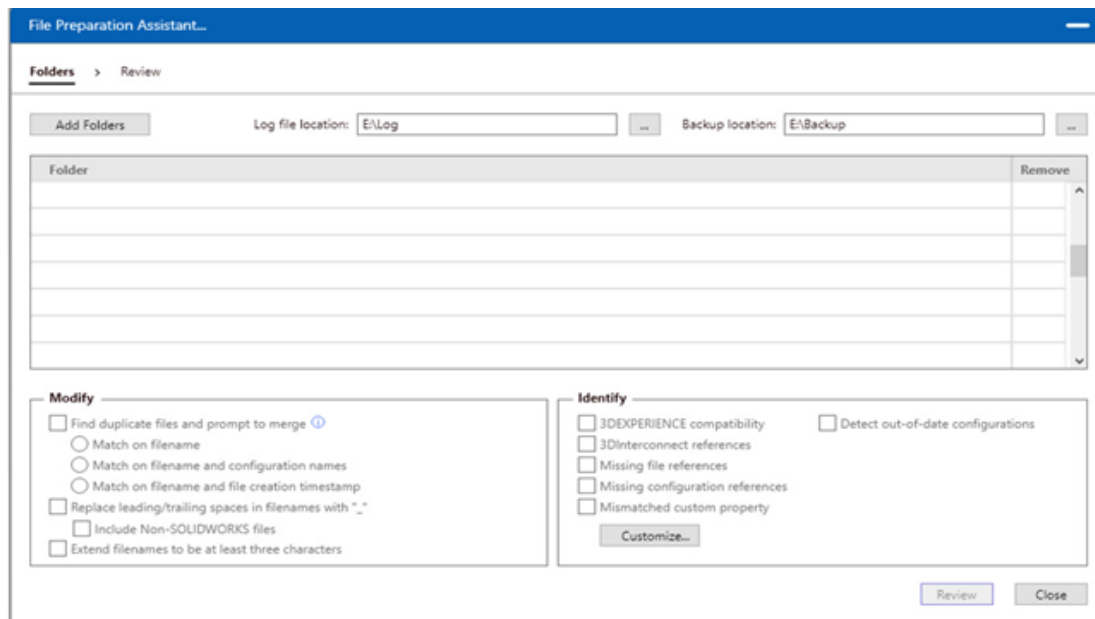 File Preparation Assistant...
Folders > Review
Add Folders Log file location: E:\Log ... Backup location: E:\Backup ...
Folder Remove
Modify
Find duplicate files and prompt to merge
Match on filename
Match on filename and configuration names
Match on filename and file creation timestamp
Replace leading/trailing spaces in filenames with "_"
Include Non-SOLIDWORKS files
Extend filenames to be at least three characters
Identify
3DEXPERIENCE compatibility Detect out-of-date configurations
3DInterconnect references
Missing file references
Missing configuration references
Mismatched custom property
Customize...
Review Close